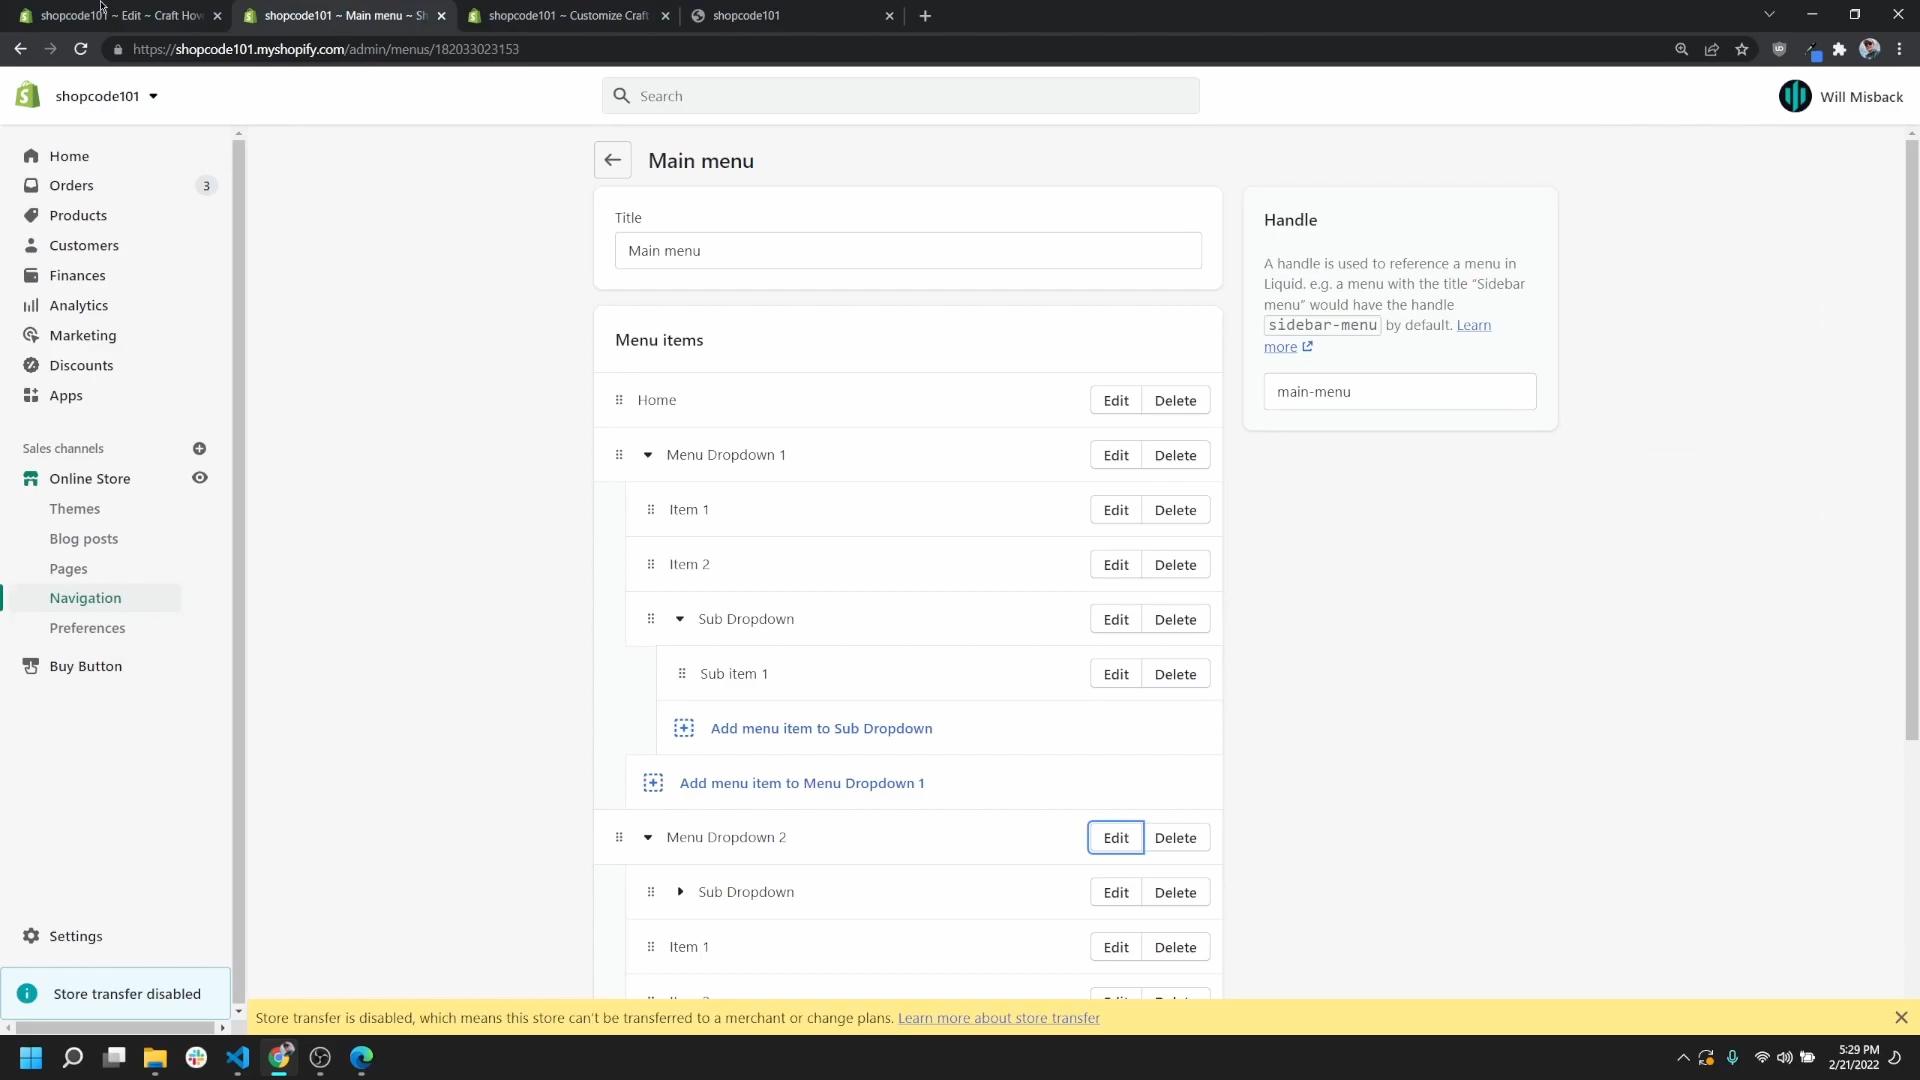 shopcode101 ~ Edit ~ Craft Hov
shopcode101 ~ Main menu ~ Sh
shopcode101 ~ Customize Craft
shopcode101
https://shopcode101.myshopify.com/admin/menus/182033023153
shopcode101
Search
Will Misback
Home
Orders
3
Products
Customers
Finances
Analytics
Marketing
Discounts
Apps
Sales channels
Online Store
Themes
Blog posts
Pages
Navigation
Preferences
Buy Button
Settings
Store transfer disabled
Main menu
Title
Main menu
Menu items
Home Edit Delete
Menu Dropdown 1 Edit Delete
Item 1 Edit Delete
Item 2 Edit Delete
Sub Dropdown Edit Delete
Sub item 1 Edit Delete
Add menu item to Sub Dropdown
Add menu item to Menu Dropdown 1
Menu Dropdown 2 Edit Delete
Sub Dropdown Edit Delete
Item 1 Edit Delete
Handle
A handle is used to reference a menu in
Liquid. e.g. a menu with the title “Sidebar
menu” would have the handle
sidebar-menu by default. Learn
more
main-menu
Store transfer is disabled, which means this store can’t be transferred to a merchant or change plans. Learn more about store transfer
5:29 PM
2/21/2022